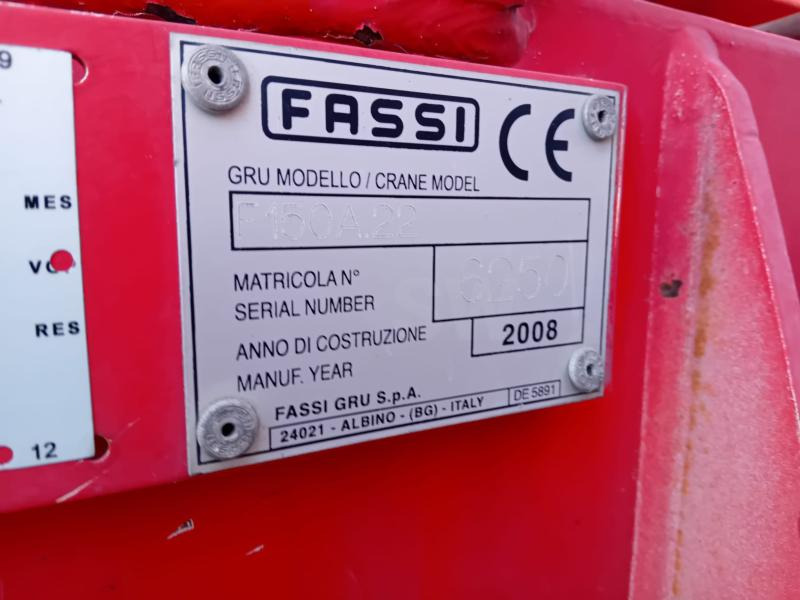 9
MES
RES
12
FASSI CE
GRU MODELLO / CRANE MODEL
F150A.22
MATRICOLA N°
SERIAL NUMBER
6250
ANNO DI COSTRUZIONE
MANUF. YEAR
2008
FASSI GRU S.p.A.
DE 5891
24021 - ALBINO - (BG) - ITALY